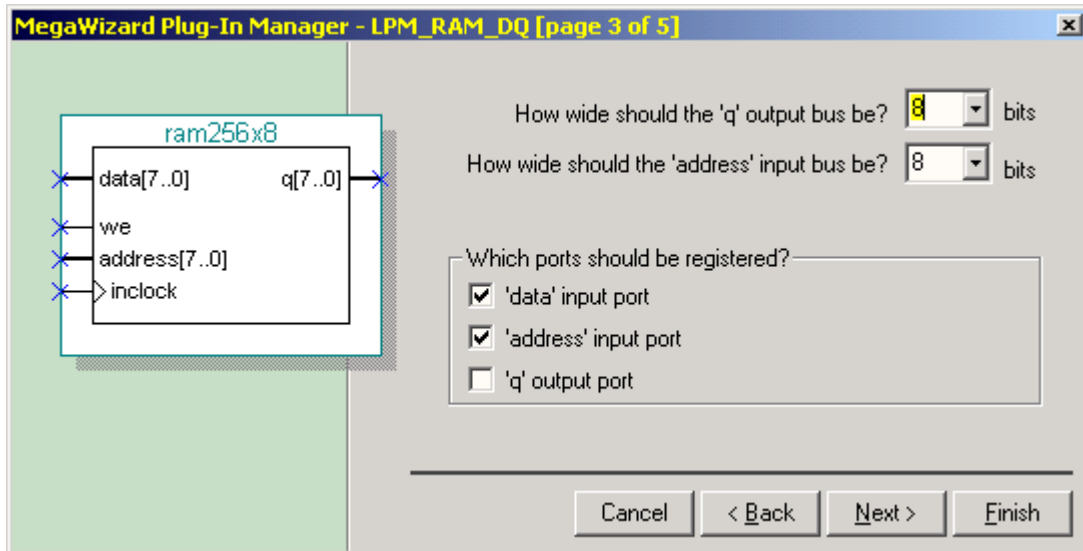 MegaWizard Plug-In Manager - LPM_RAM_DQ [page 3 of 5]
ram256x8
data[7..0] q[7..0]
we
address[7..0]
inclock
How wide should the 'q' output bus be? 8 bits
How wide should the 'address' input bus be? 8 bits
Which ports should be registered?
'data' input port
'address' input port
'q' output port
Cancel < Back Next > Finish